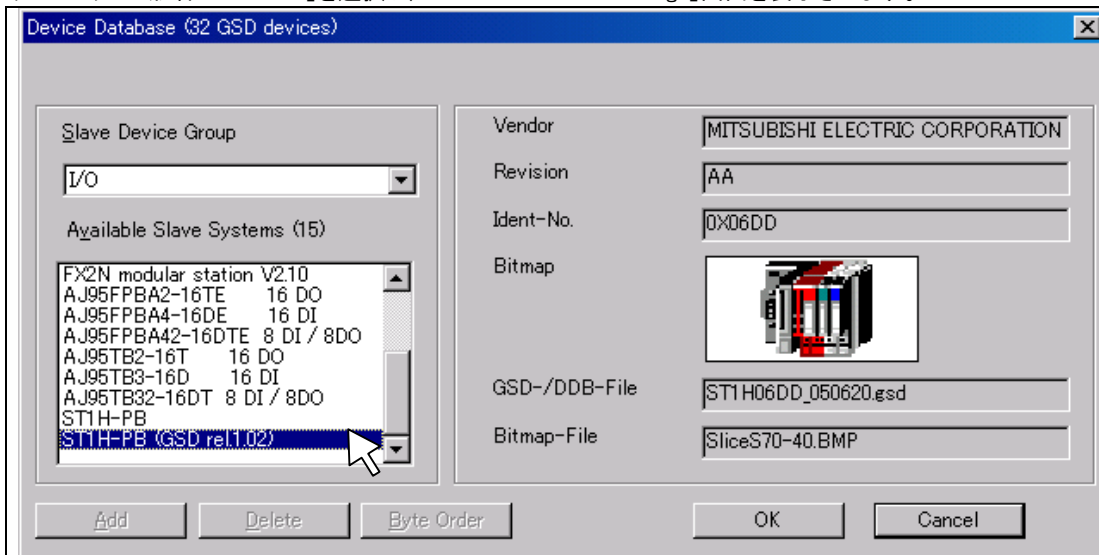 Device Database (32 GSD devices)
Slave Device Group
I/O
Available Slave Systems (15)
FX2N modular station V2.10
AJ95FPBA2-16TE 16 DO
AJ95FPBA4-16DE 16 DI
AJ95FPBA42-16DTE 8 DI / 8DO
AJ95TB2-16T 16 DO
AJ95TB3-16D 16 DI
AJ95TB32-16DT 8 DI / 8DO
ST1H-PB
ST1H-PB (GSD rel.1.02)
Vendor
MITSUBISHI ELECTRIC CORPORATION
Revision
AA
Ident-No.
0X06DD
Bitmap
GSD-/DDB-File
ST1H06DD_050620.gsd
Bitmap-File
SliceS70-40.BMP
Add
Delete
Byte Order
OK
Cancel